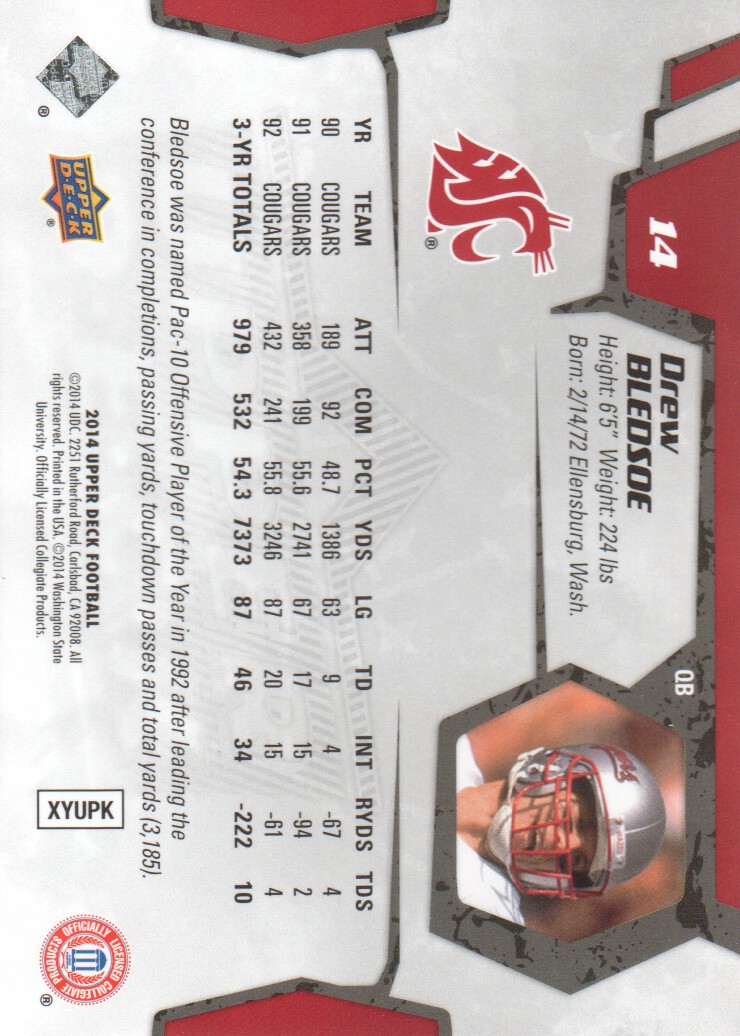 14
Drew
BLEDSOE
QB
Height: 6'5" Weight: 224 lbs
Born: 2/14/72 Ellensburg, Wash.
®
YR TEAM ATT COM PCT YDS LG TD INT RYDS TDS
90 COUGARS 189 92 48.7 1386 63 9 4 -67 4
91 COUGARS 358 199 55.6 2741 67 17 15 -94 2
92 COUGARS 432 241 55.8 3246 87 20 15 -61 4
3-YR TOTALS 979 532 54.3 7373 87 46 34 -222 10
Bledsoe was named Pac-10 Offensive Player of the Year in 1992 after leading the
conference in completions, passing yards, touchdown passes and total yards (3,185).
®
UPPER
D·E·C·K
®
2014 UPPER DECK FOOTBALL
©2014 UDC. 2251 Rutherford Road, Carlsbad, CA 92008. All
rights reserved. Printed in the USA. ©2014 Washington State
University. Officially Licensed Collegiate Products.
XYUPK
OFFICIALLY LICENSED
COLLEGIATE PRODUCTS
®